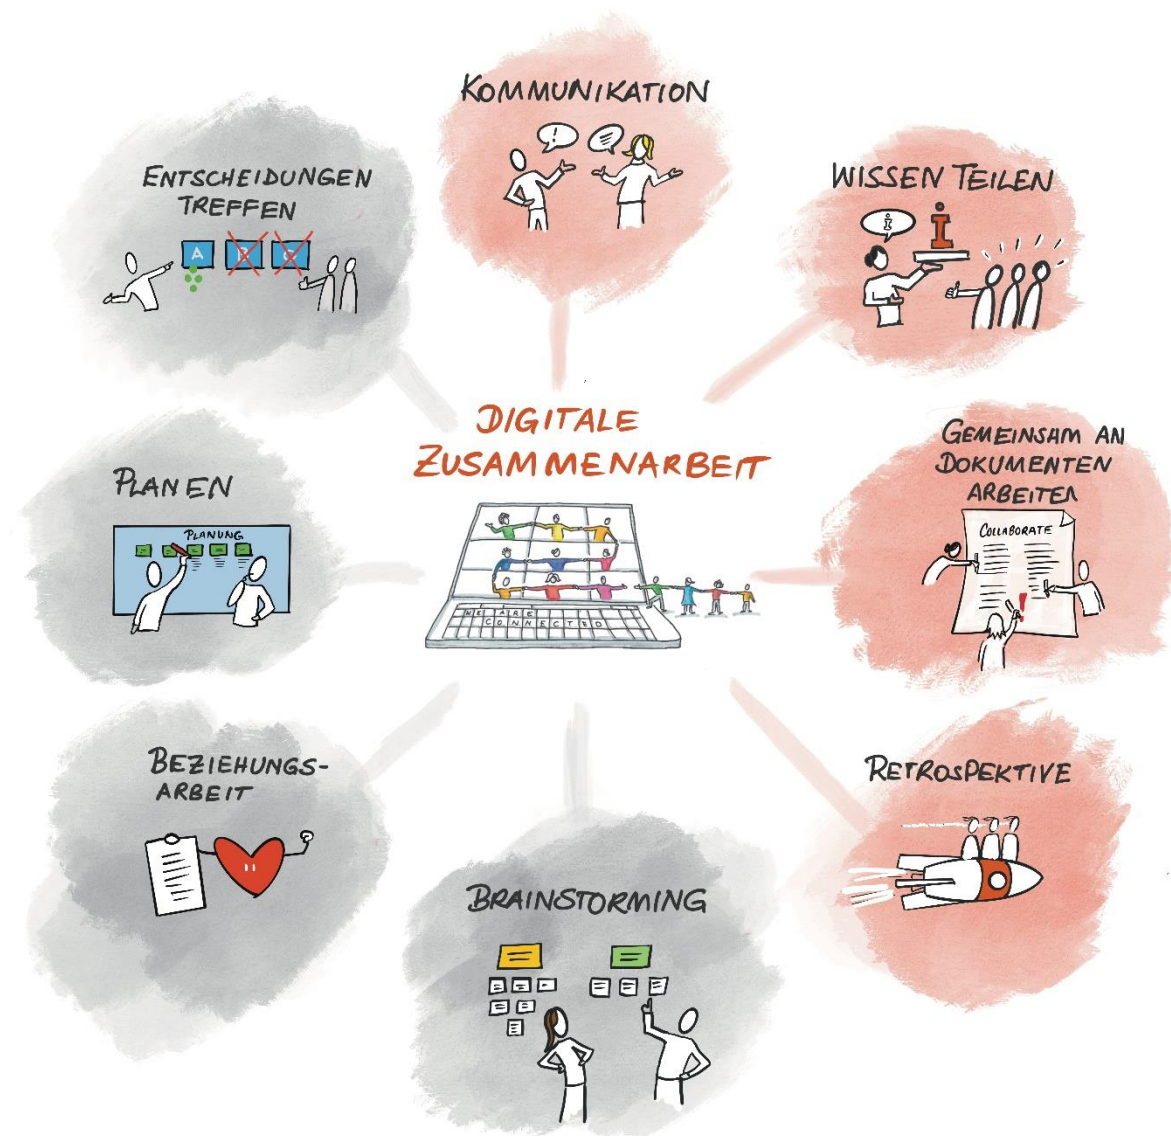 KOMMUNIKATION
!
ENTSCHEIDUNGEN
TREFFEN
A
B
C
WISSEN TEILEN
i
i
DIGITALE
ZUSAMMENARBEIT
WE ARE
CONNECTED
GEMEINSAM AN
DOKUMENTEN
ARBEITEN
COLLABORATE
!
PLANEN
PLANUNG
BEZIEHUNGS-
ARBEIT
RETROSPEKTIVE
BRAINSTORMING